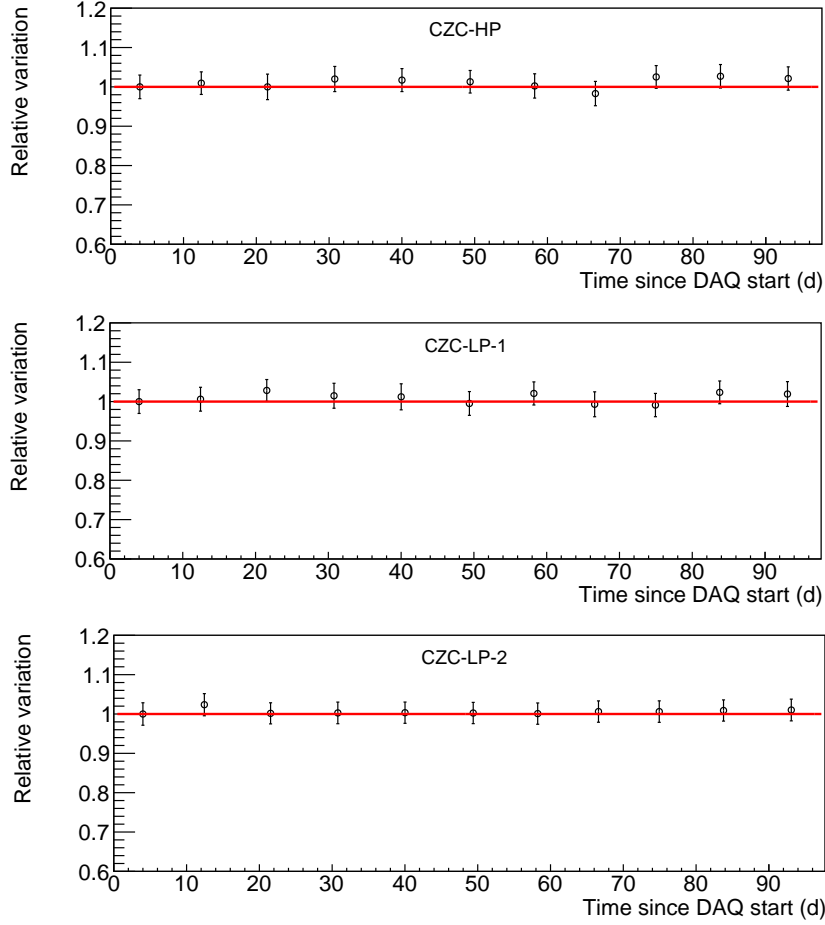 CZC-HP
Relative variation
1.2
1.1
1
0.9
0.8
0.7
0.6
0 10 20 30 40 50 60 70 80 90
Time since DAQ start (d)
CZC-LP-1
Relative variation
1.2
1.1
1
0.9
0.8
0.7
0.6
0 10 20 30 40 50 60 70 80 90
Time since DAQ start (d)
CZC-LP-2
Relative variation
1.2
1.1
1
0.9
0.8
0.7
0.6
0 10 20 30 40 50 60 70 80 90
Time since DAQ start (d)